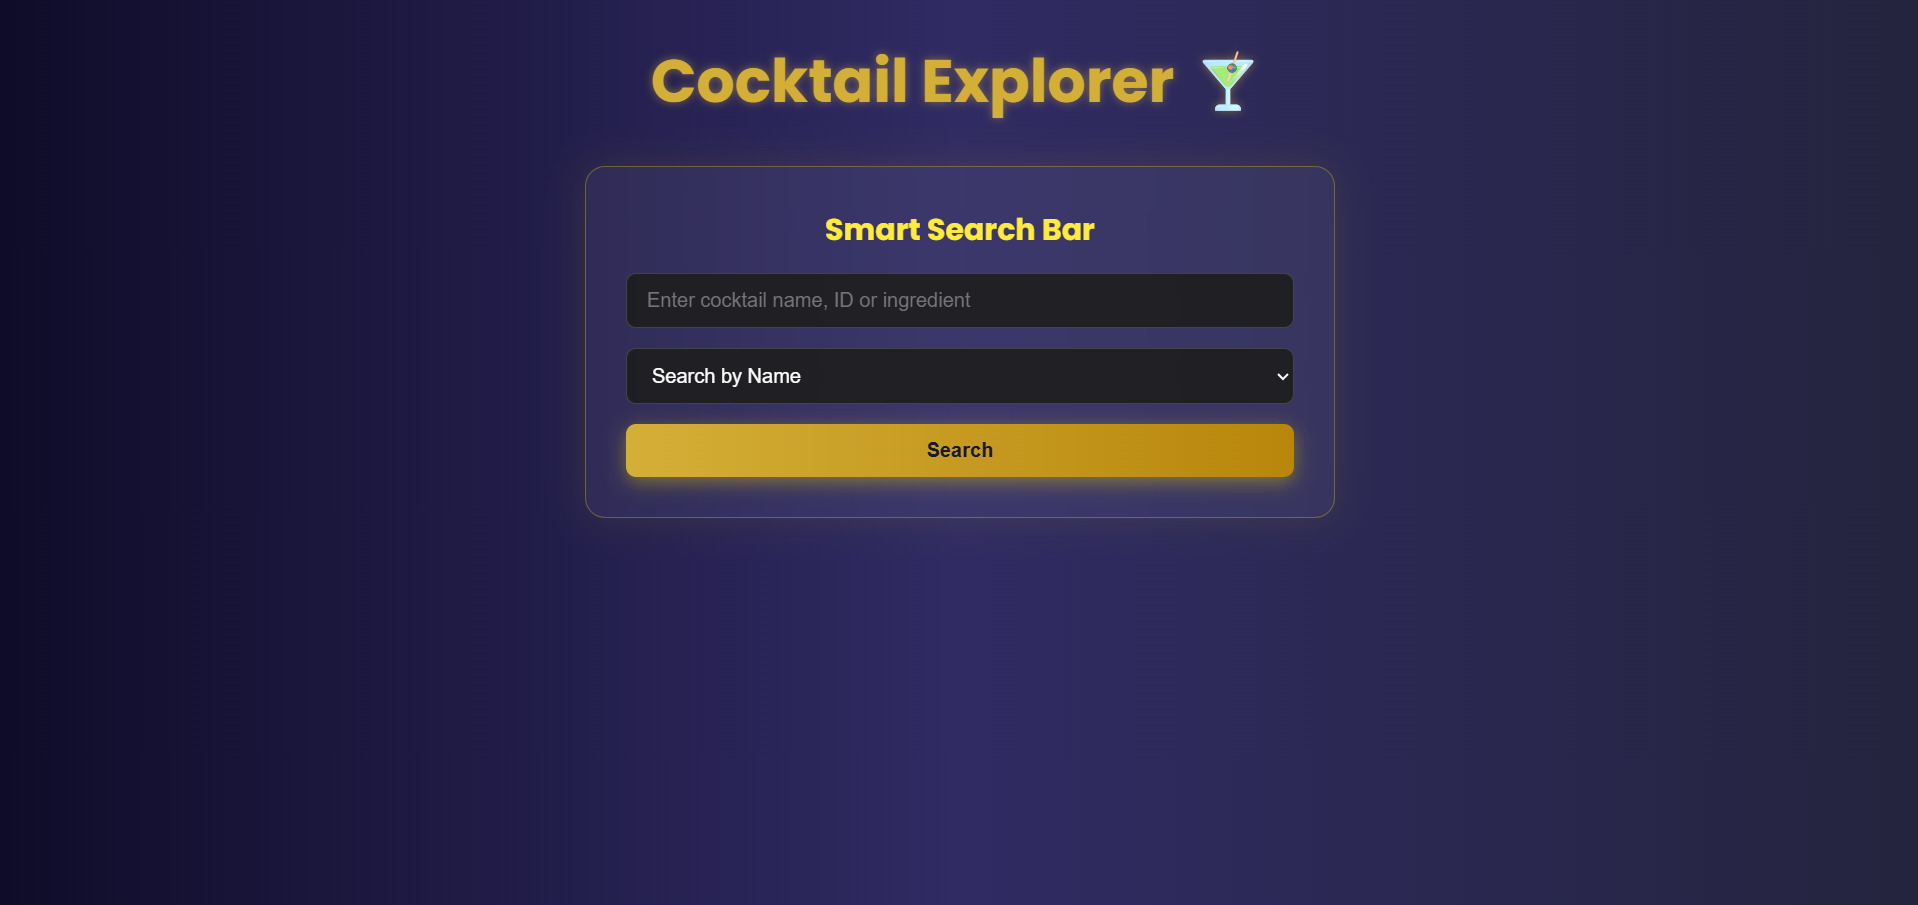 Cocktail Explorer
Smart Search Bar
Enter cocktail name, ID or ingredient
Search by Name
Search